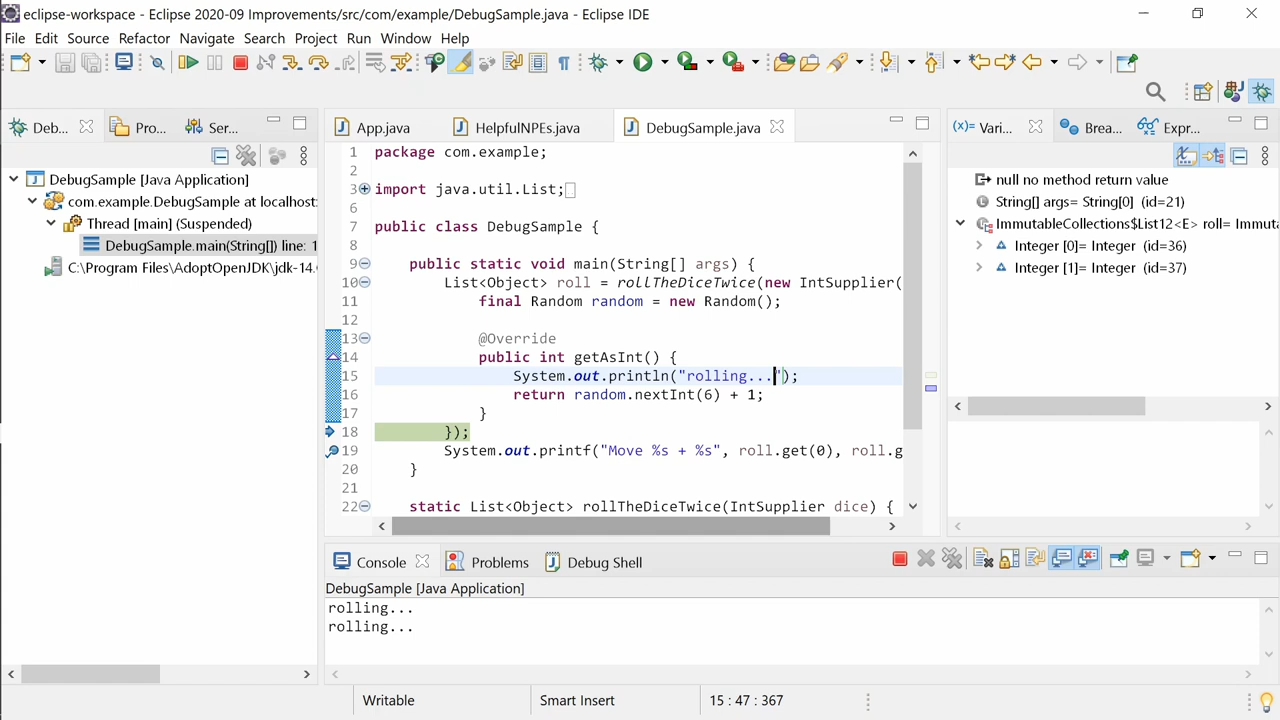 eclipse-workspace - Eclipse 2020-09 Improvements/src/com/example/DebugSample.java - Eclipse IDE
File Edit Source Refactor Navigate Search Project Run Window Help
Deb... Pro... Ser...
DebugSample [Java Application]
com.example.DebugSample at localhost:
Thread [main] (Suspended)
DebugSample.main(String[]) line: 1
C:\Program Files\AdoptOpenJDK\jdk-14.
App.java HelpfulNPEs.java DebugSample.java
1 package com.example;
2
3 import java.util.List;
6
7 public class DebugSample {
8
9 public static void main(String[] args) {
10 List<Object> roll = rollTheDiceTwice(new IntSupplier(
11 final Random random = new Random();
12
13 @Override
14 public int getAsInt() {
15 System.out.println("rolling...");
16 return random.nextInt(6) + 1;
17 }
18 });
19 System.out.printf("Move %s + %s", roll.get(0), roll.g
20 }
21
22 static List<Object> rollTheDiceTwice(IntSupplier dice) {
(x)= Vari... Brea... Expr...
null no method return value
String[] args= String[0] (id=21)
ImmutableCollections$List12<E> roll= Immuta
Integer [0]= Integer (id=36)
Integer [1]= Integer (id=37)
Console Problems Debug Shell
DebugSample [Java Application]
rolling...
rolling...
Writable Smart Insert 15 : 47 : 367